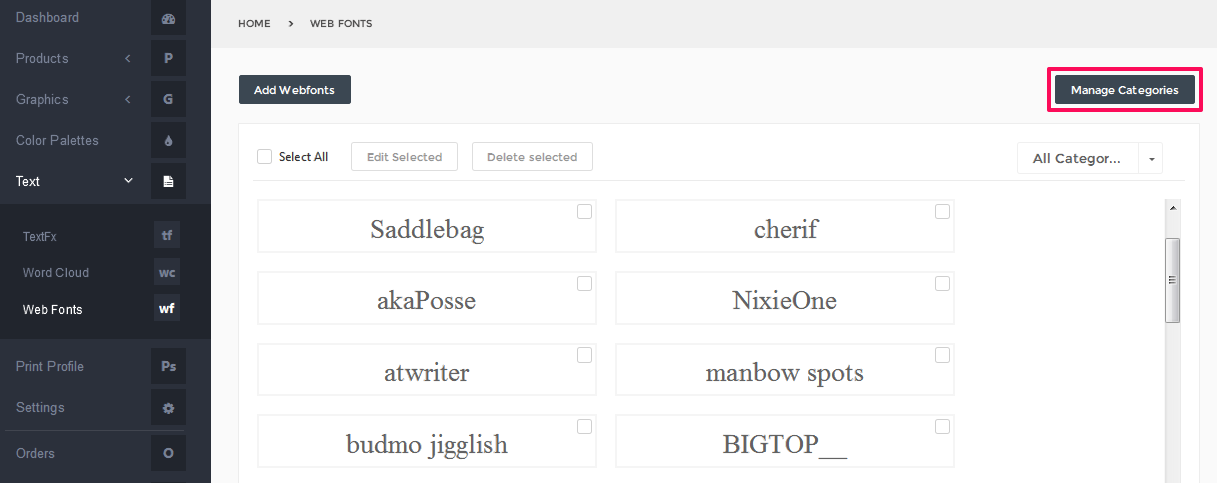 Dashboard
Products
P
Graphics
G
Color Palettes
Text
TextFx
tf
Word Cloud
wc
Web Fonts
wf
Print Profile
Ps
Settings
Orders
O
HOME > WEB FONTS
Add Webfonts
Manage Categories
Select All
Edit Selected
Delete selected
All Categor...
Saddlebag
cherif
akaPosse
NixieOne
atwriter
manbow spots
budmo jigglish
BIGTOP__